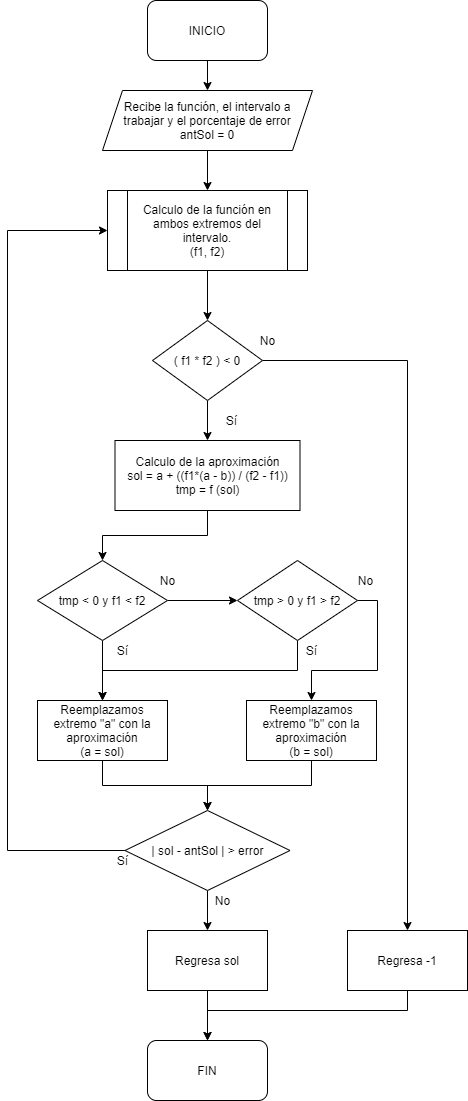 INICIO
Recibe la función, el intervalo a
trabajar y el porcentaje de error
antSol = 0
Calculo de la función en
ambos extremos del
intervalo.
(f1, f2)
( f1 * f2 ) < 0
No
Sí
Calculo de la aproximación
sol = a + ((f1*(a - b)) / (f2 - f1))
tmp = f (sol)
tmp < 0 y f1 < f2
No
tmp > 0 y f1 > f2
No
Sí
Sí
Reemplazamos
extremo "a" con la
aproximación
(a = sol)
Reemplazamos
extremo "b" con la
aproximación
(b = sol)
| sol - antSol | > error
Sí
No
Regresa sol
Regresa -1
FIN